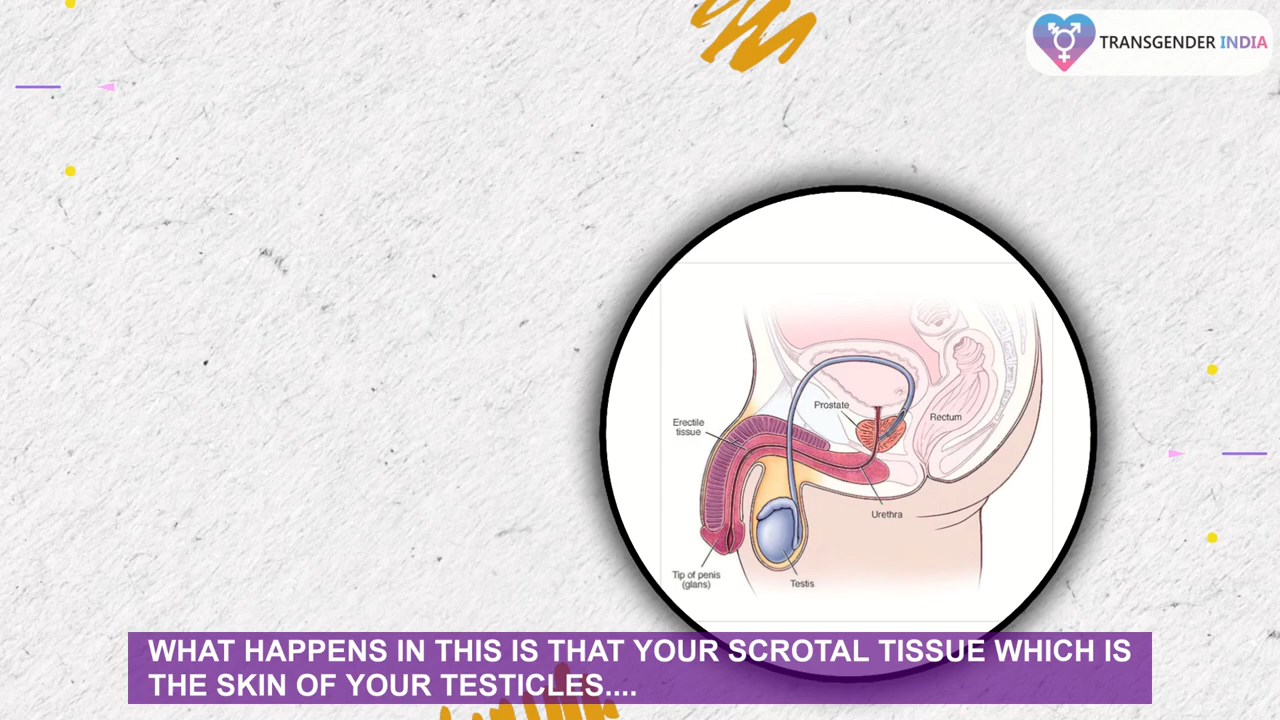 TRANSGENDER INDIA
Prostate
Rectum
Erectile
tissue
Urethra
Tip of penis
(glans)
Testis
WHAT HAPPENS IN THIS IS THAT YOUR SCROTAL TISSUE WHICH IS
THE SKIN OF YOUR TESTICLES....